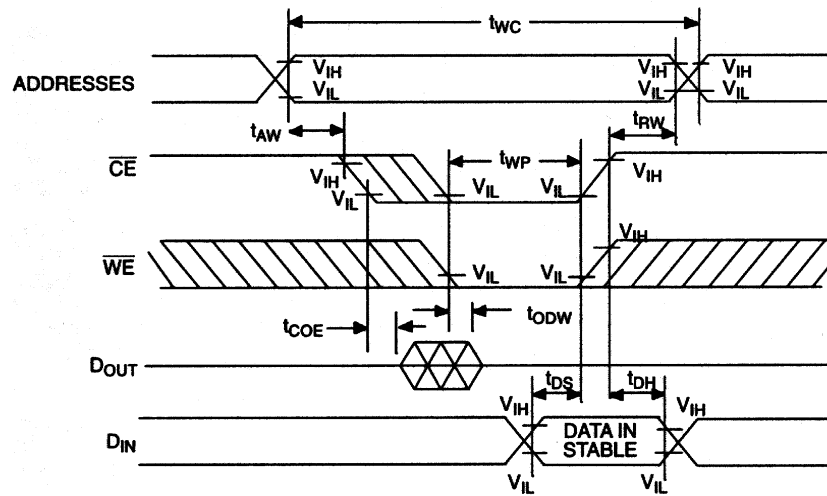 tWC
ADDRESSES
VIH
VIL
VIH
VIL
VIH
VIL
tAW
tRW
CE
VIH
VIL
tWP
VIL
VIL
VIH
WE
VIL
VIL
VIH
tCOE
tODW
DOUT
tDS
tDH
DIN
VIH
VIL
DATA IN
STABLE
VIH
VIL